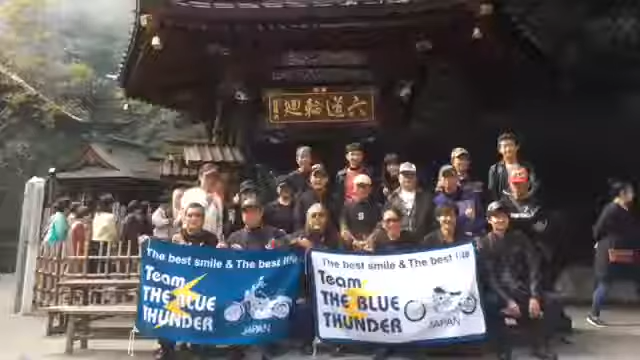 六道輪廻
The best smile & The best life
Team
THE BLUE
THUNDER
JAPAN
The best smile & The best life
Team
THE BLUE
THUNDER
JAPAN